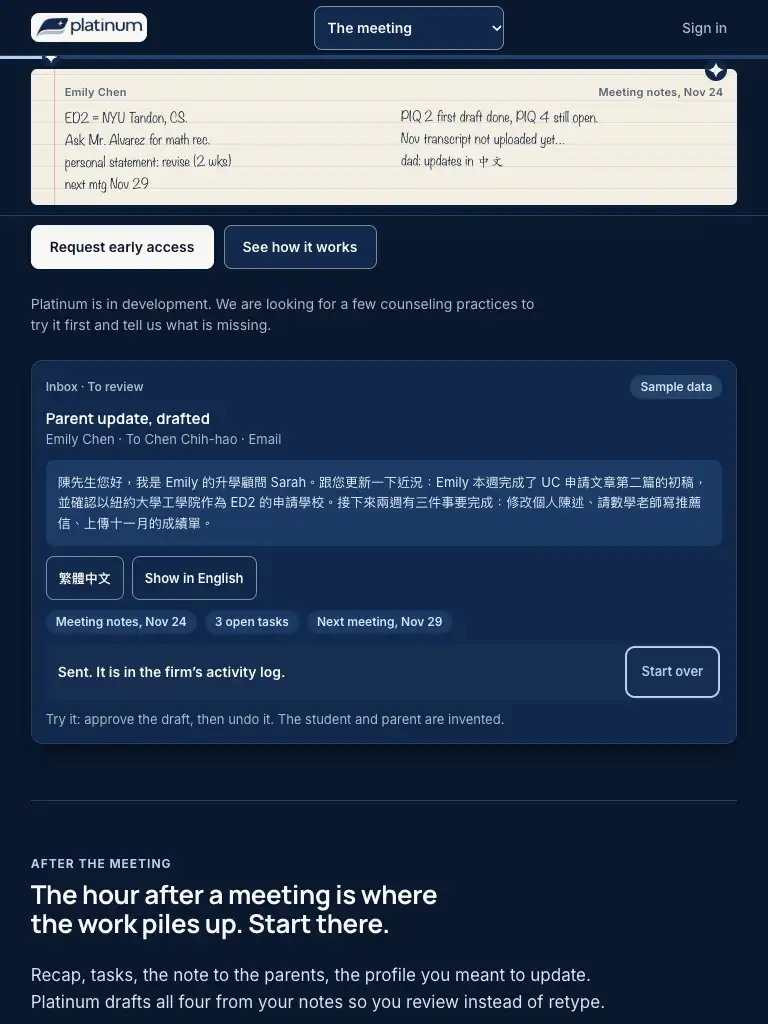 platinum
The meeting
Sign in
Emily Chen
Meeting notes, Nov 24
ED2 = NYU Tandon, CS.
Ask Mr. Alvarez for math rec.
personal statement: revise (2 wks)
next mtg Nov 29
PIQ 2 first draft done, PIQ 4 still open.
Nov transcript not uploaded yet...
dad: updates in 中文
Request early access
See how it works
Platinum is in development. We are looking for a few counseling practices to
try it first and tell us what is missing.
Inbox · To review
Sample data
Parent update, drafted
Emily Chen · To Chen Chih-hao · Email
陳先生您好，我是 Emily 的升學顧問 Sarah。跟您更新一下近況：Emily 本週完成了 UC 申請文章第二篇的初稿，
並確認以紐約大學工學院作為 ED2 的申請學校。接下來兩週有三件事要完成：修改個人陳述、請數學老師寫推薦
信、上傳十一月的成績單。
繁體中文
Show in English
Meeting notes, Nov 24
3 open tasks
Next meeting, Nov 29
Sent. It is in the firm’s activity log.
Start over
Try it: approve the draft, then undo it. The student and parent are invented.
AFTER THE MEETING
The hour after a meeting is where
the work piles up. Start there.
Recap, tasks, the note to the parents, the profile you meant to update.
Platinum drafts all four from your notes so you review instead of retype.